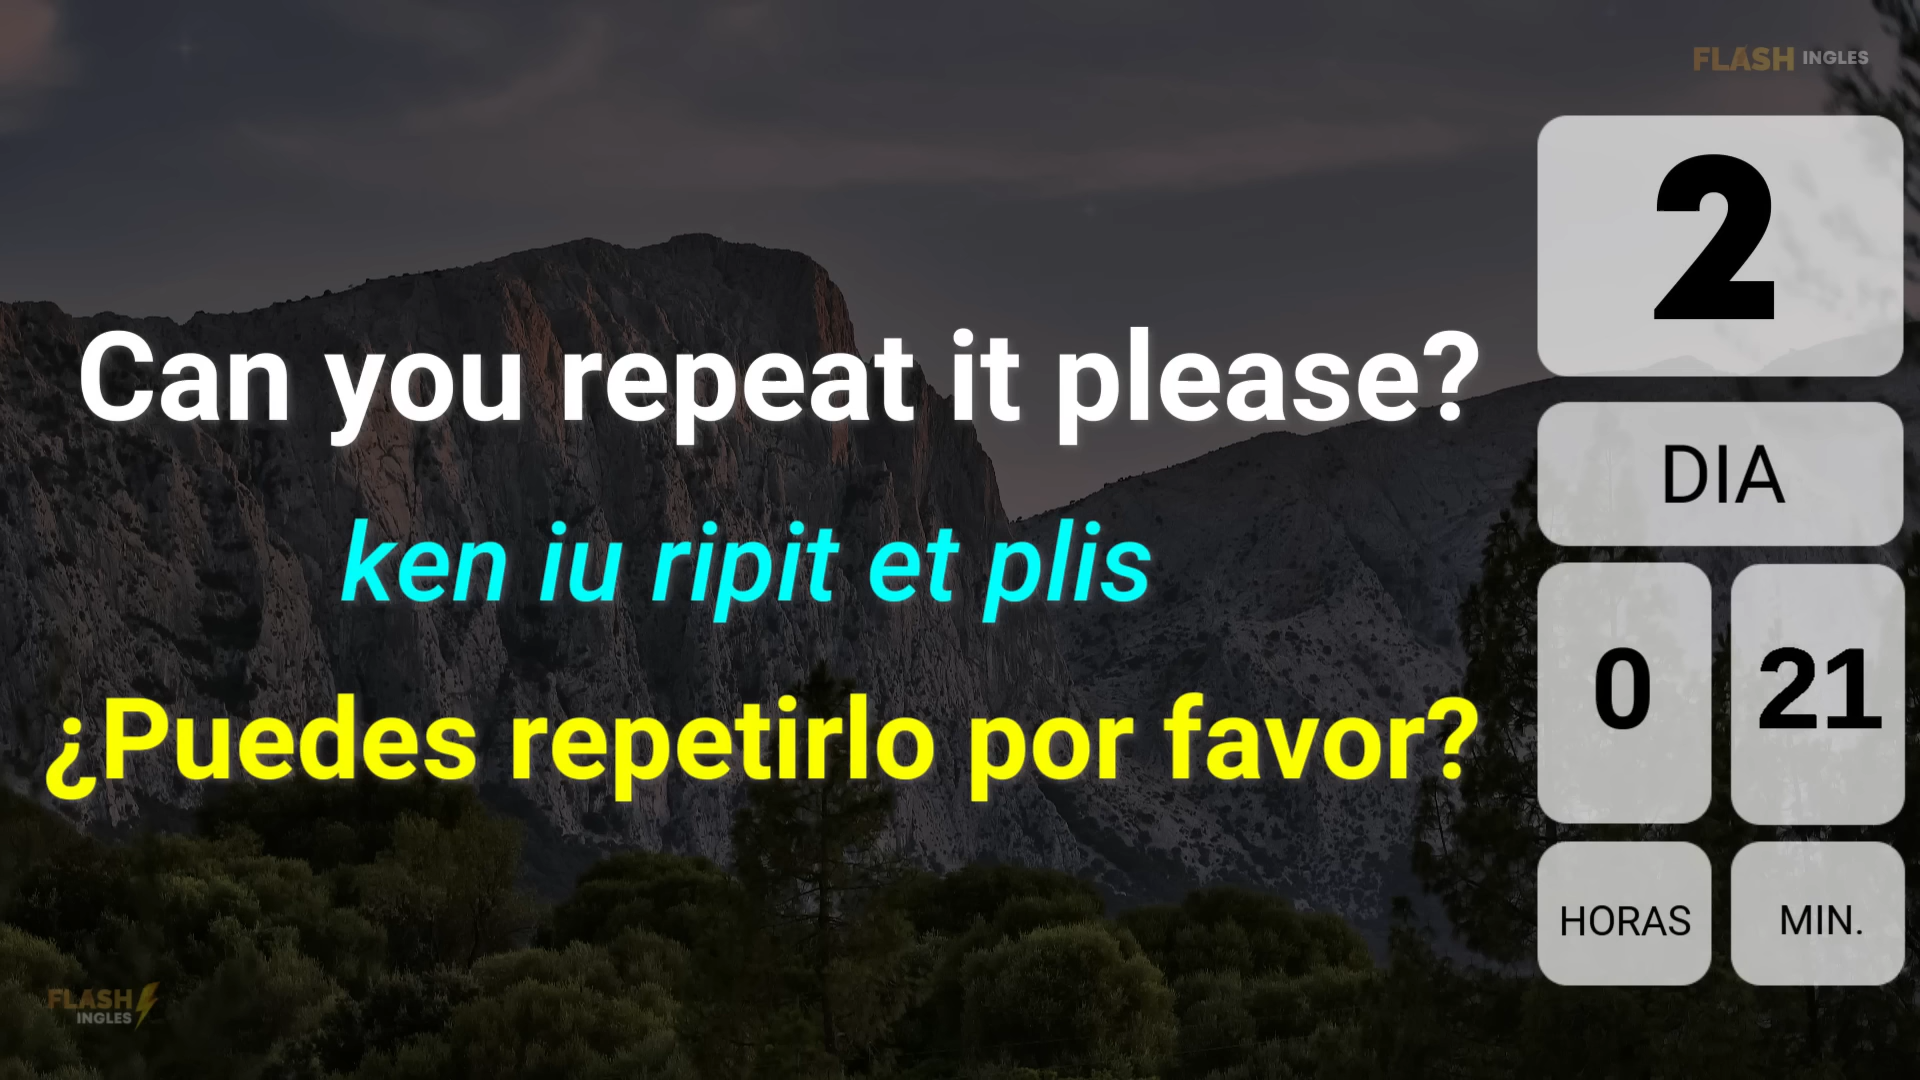 FLASH INGLES
2
DIA
Can you repeat it please?
ken iu ripit et plis
¿Puedes repetirlo por favor?
0 21
HORAS MIN.
FLASH
INGLES